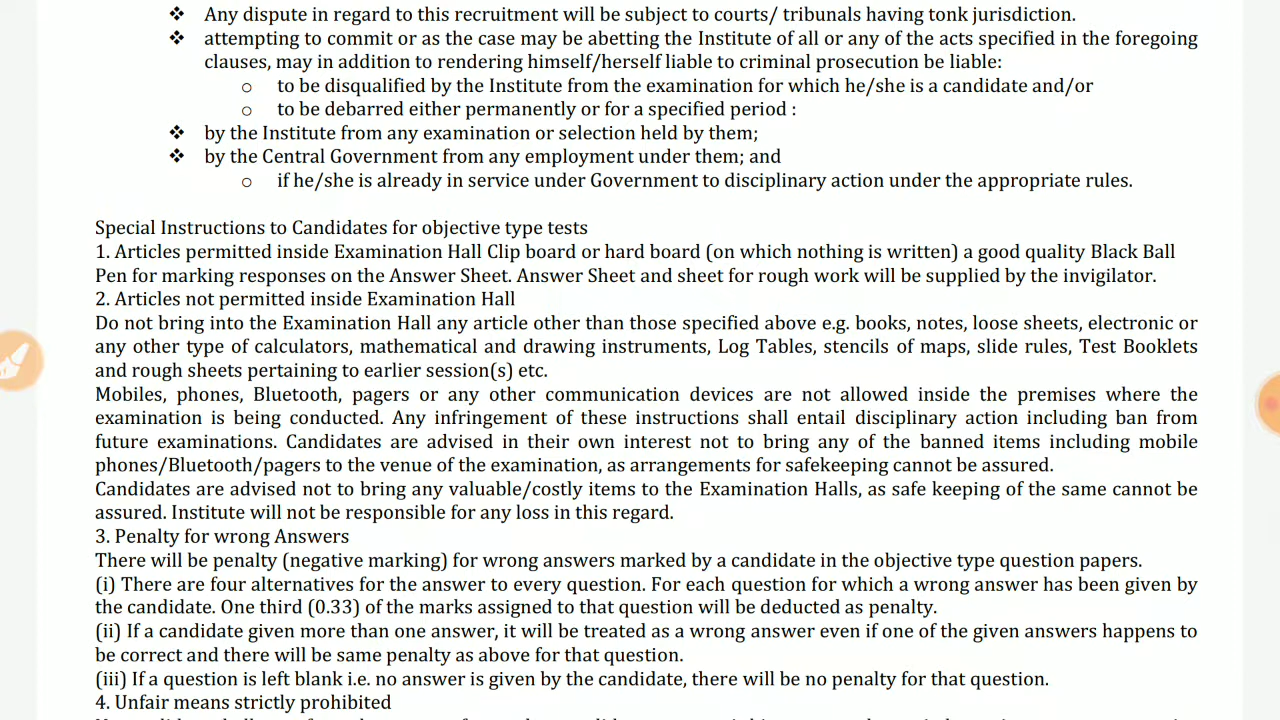 ❖ Any dispute in regard to this recruitment will be subject to courts/ tribunals having tonk jurisdiction.
❖ attempting to commit or as the case may be abetting the Institute of all or any of the acts specified in the foregoing
clauses, may in addition to rendering himself/herself liable to criminal prosecution be liable:
o to be disqualified by the Institute from the examination for which he/she is a candidate and/or
o to be debarred either permanently or for a specified period :
❖ by the Institute from any examination or selection held by them;
❖ by the Central Government from any employment under them; and
o if he/she is already in service under Government to disciplinary action under the appropriate rules.
Special Instructions to Candidates for objective type tests
1. Articles permitted inside Examination Hall Clip board or hard board (on which nothing is written) a good quality Black Ball
Pen for marking responses on the Answer Sheet. Answer Sheet and sheet for rough work will be supplied by the invigilator.
2. Articles not permitted inside Examination Hall
Do not bring into the Examination Hall any article other than those specified above e.g. books, notes, loose sheets, electronic or
any other type of calculators, mathematical and drawing instruments, Log Tables, stencils of maps, slide rules, Test Booklets
and rough sheets pertaining to earlier session(s) etc.
Mobiles, phones, Bluetooth, pagers or any other communication devices are not allowed inside the premises where the
examination is being conducted. Any infringement of these instructions shall entail disciplinary action including ban from
future examinations. Candidates are advised in their own interest not to bring any of the banned items including mobile
phones/Bluetooth/pagers to the venue of the examination, as arrangements for safekeeping cannot be assured.
Candidates are advised not to bring any valuable/costly items to the Examination Halls, as safe keeping of the same cannot be
assured. Institute will not be responsible for any loss in this regard.
3. Penalty for wrong Answers
There will be penalty (negative marking) for wrong answers marked by a candidate in the objective type question papers.
(i) There are four alternatives for the answer to every question. For each question for which a wrong answer has been given by
the candidate. One third (0.33) of the marks assigned to that question will be deducted as penalty.
(ii) If a candidate given more than one answer, it will be treated as a wrong answer even if one of the given answers happens to
be correct and there will be same penalty as above for that question.
(iii) If a question is left blank i.e. no answer is given by the candidate, there will be no penalty for that question.
4. Unfair means strictly prohibited